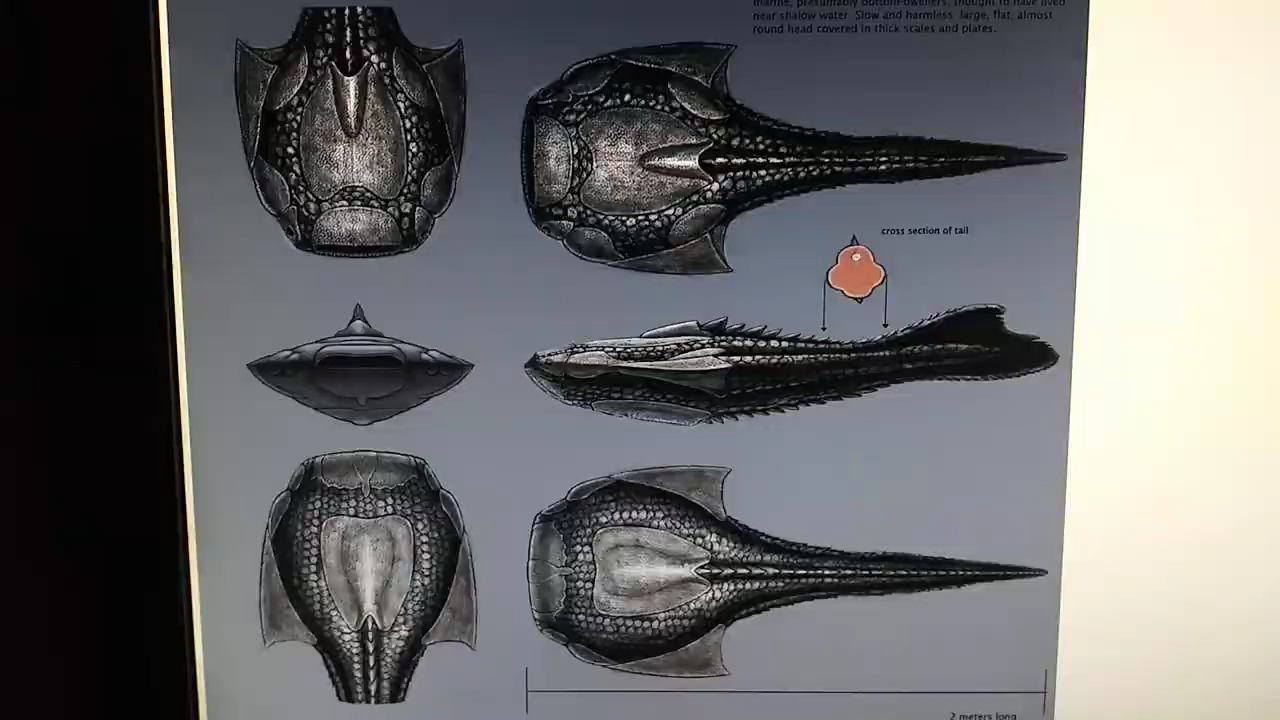 marine, presumably bottom-dwellers, thought to have lived
near shalow water. Slow and harmless, large, flat, almost
round head covered in thick scales and plates.
cross section of tail
2 meters long